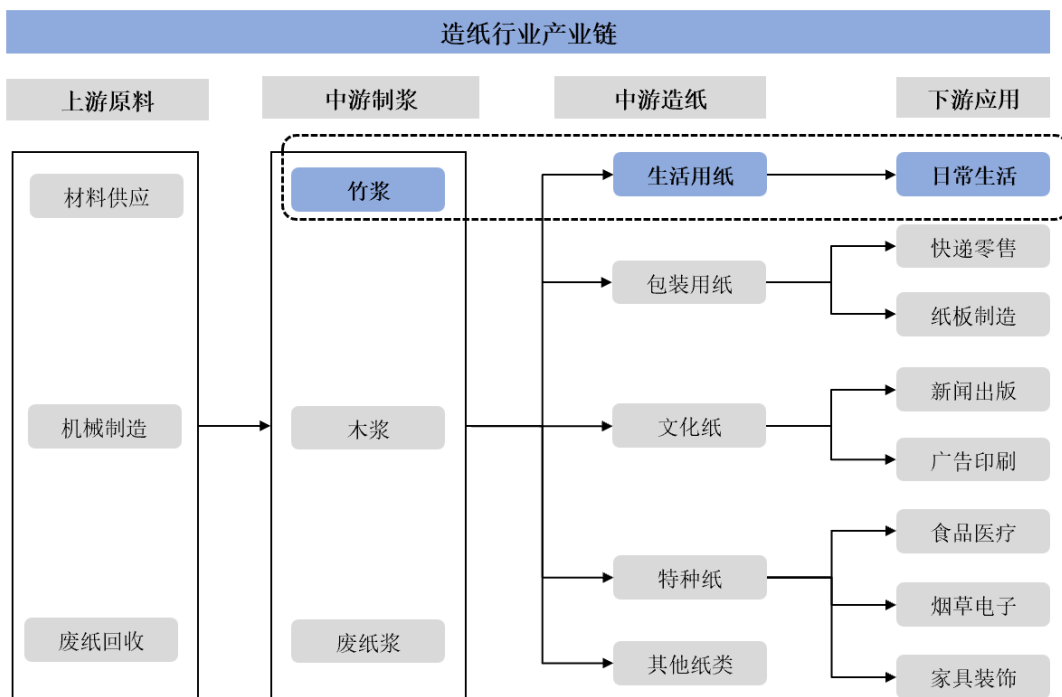 造纸行业产业链
上游原料
中游制浆
中游造纸
下游应用
材料供应
机械制造
废纸回收
竹浆
木浆
废纸浆
生活用纸
包装用纸
文化纸
特种纸
其他纸类
日常生活
快递零售
纸板制造
新闻出版
广告印刷
食品医疗
烟草电子
家具装饰